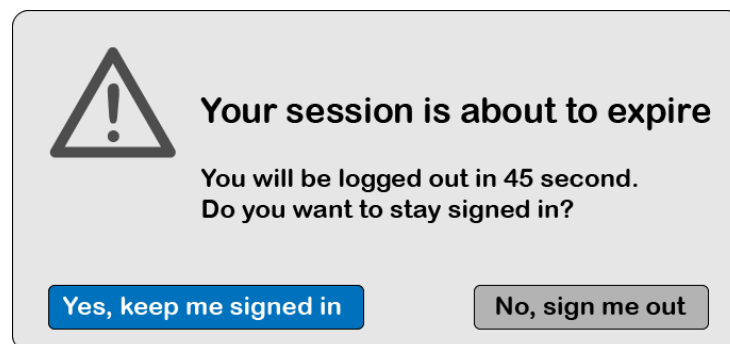 Your session is about to expire
You will be logged out in 45 second.
Do you want to stay signed in?
Yes, keep me signed in
No, sign me out